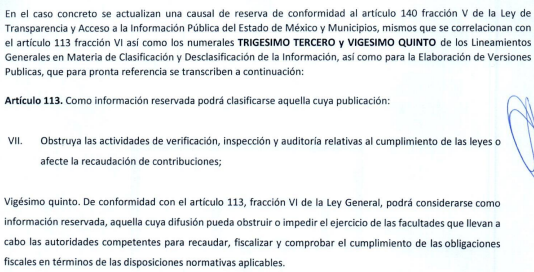 En el caso concreto se actualizan una causal de reserva de conformidad al artículo 140 fracción V de la Ley de
Transparencia y Acceso a la Información Pública del Estado de México y Municipios, mismos que se correlacionan con
el artículo 113 fracción VI así como los numerales TRIGESIMO TERCERO y VIGESIMO QUINTO de los Lineamientos
Generales en Materia de Clasificación y Desclasificación de la Información, así como para la Elaboración de Versiones
Publicas, que para pronta referencia se transcriben a continuación:
Artículo 113. Como información reservada podrá clasificarse aquella cuya publicación:
VII. Obstruya las actividades de verificación, inspección y auditoría relativas al cumplimiento de las leyes o
afecte la recaudación de contribuciones;
Vigésimo quinto. De conformidad con el artículo 113, fracción VI de la Ley General, podrá considerarse como
información reservada, aquella cuya difusión pueda obstruir o impedir el ejercicio de las facultades que llevan a
cabo las autoridades competentes para recaudar, fiscalizar y comprobar el cumplimiento de las obligaciones
fiscales en términos de las disposiciones normativas aplicables.